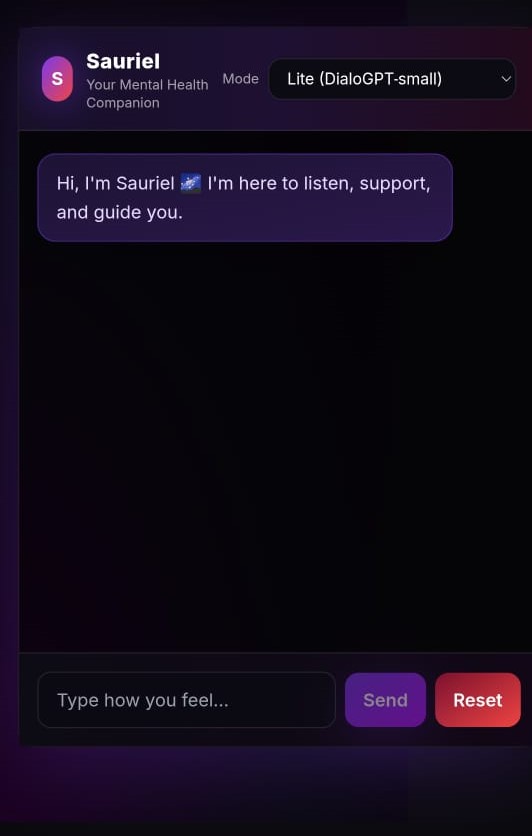 S
Sauriel
Your Mental Health
Companion
Mode
Lite (DialoGPT-small)
Hi, I'm Sauriel 🌌 I'm here to listen, support,
and guide you.
Type how you feel...
Send
Reset